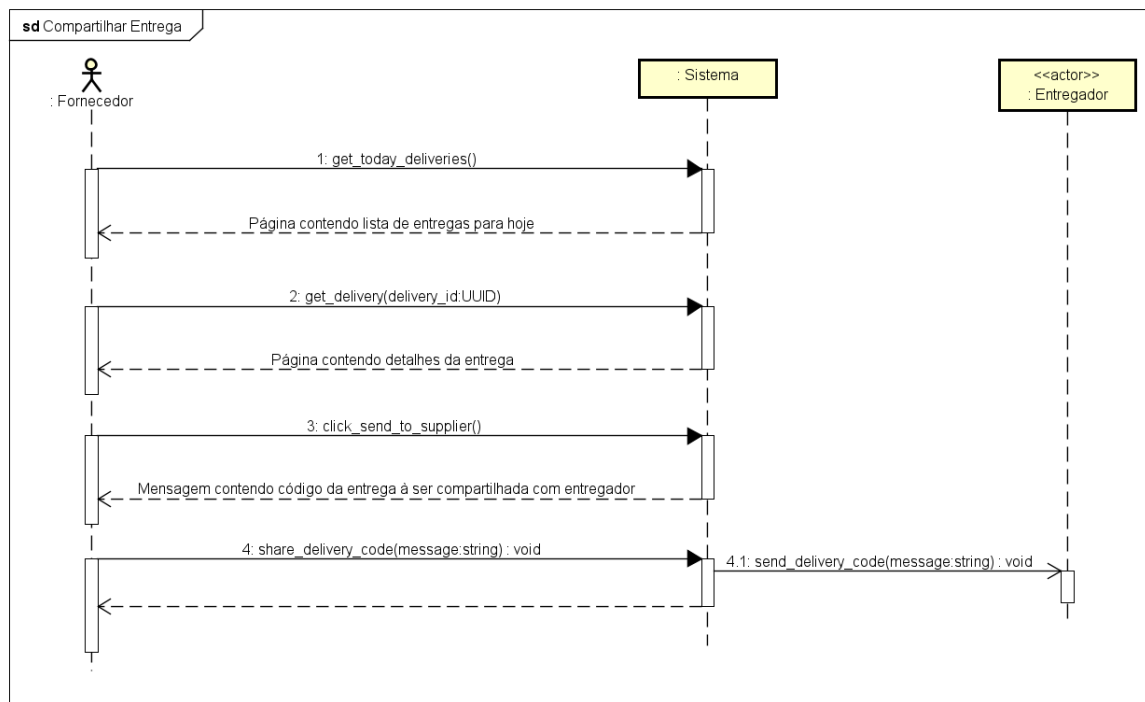 sd Compartilhar Entrega
: Fornecedor
: Sistema
<<actor>>
: Entregador
1: get_today_deliveries()
Página contendo lista de entregas para hoje
2: get_delivery(delivery_id:UUID)
Página contendo detalhes da entrega
3: click_send_to_supplier()
Mensagem contendo código da entrega à ser compartilhada com entregador
4: share_delivery_code(message:string) : void
4.1: send_delivery_code(message:string) : void